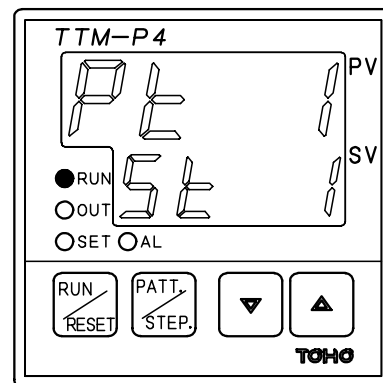 TTM-P4
Pt 1 PV
SV
St 1
RUN
OUT
SET AL
RUN PATT.
RESET STEP.
TOHO